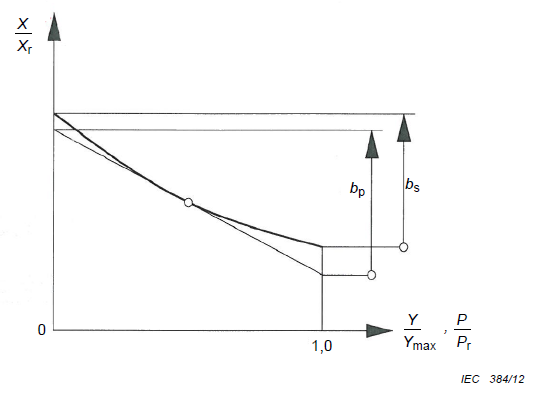 X
Xr
bp
bs
0
1,0
Y , P
Ymax Pr
IEC 384/12